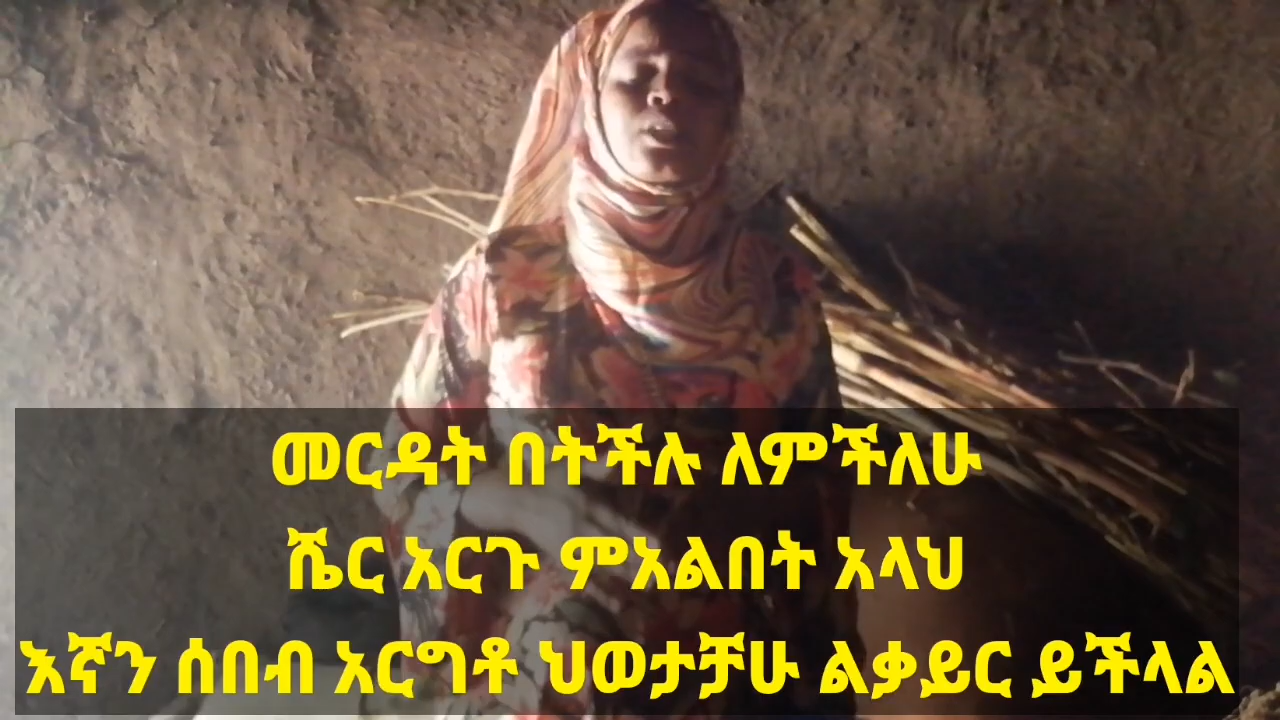 መርዳት በትችሉ ለምችለሁ
ሼር አርጉ ምአልበት አላህ
እኛን ሰበብ አርግቶ ህወታቻሁ ልቃይር ይችላል